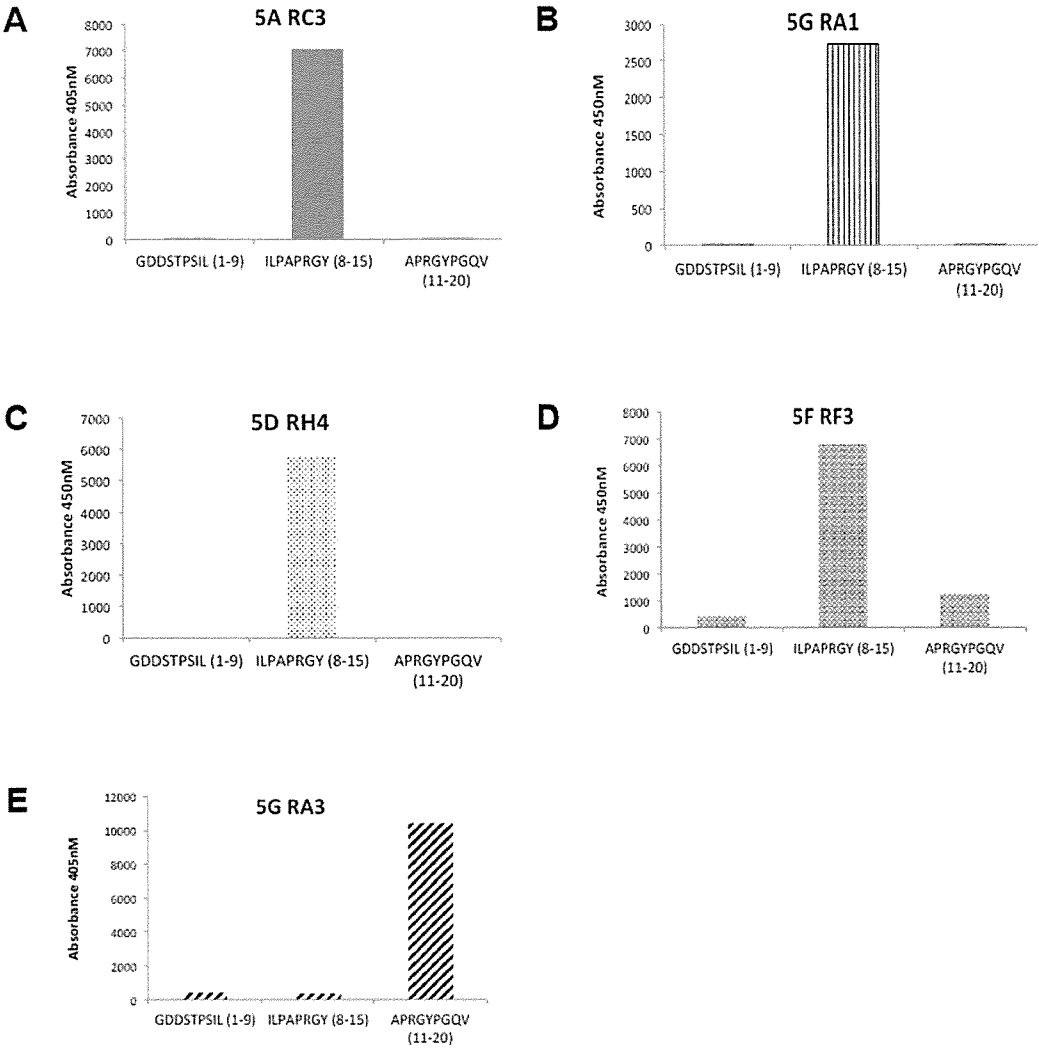 A
5A RC3
Absorbance 405nM
8000
7000
6000
5000
4000
3000
2000
1000
0
GDDSTPSIL (1-9)
ILPAPRGY (8-15)
APRGYPGQV
(11-20)
B
5G RA1
Absorbance 450nM
3000
2500
2000
1500
1000
500
0
GDDSTPSIL (1-9)
ILPAPRGY (8-15)
APRGYPGQV
(11-20)
C
5D RH4
Absorbance 450nM
7000
6000
5000
4000
3000
2000
1000
0
GDDSTPSIL (1-9)
ILPAPRGY (8-15)
APRGYPGQV
(11-20)
D
5F RF3
Absorbance 450nM
8000
7000
6000
5000
4000
3000
2000
1000
0
GDDSTPSIL (1-9)
ILPAPRGY (8-15)
APRGYPGQV
(11-20)
E
5G RA3
Absorbance 405nM
12000
10000
8000
6000
4000
2000
0
GDDSTPSIL (1-9)
ILPAPRGY (8-15)
APRGYPGQV
(11-20)